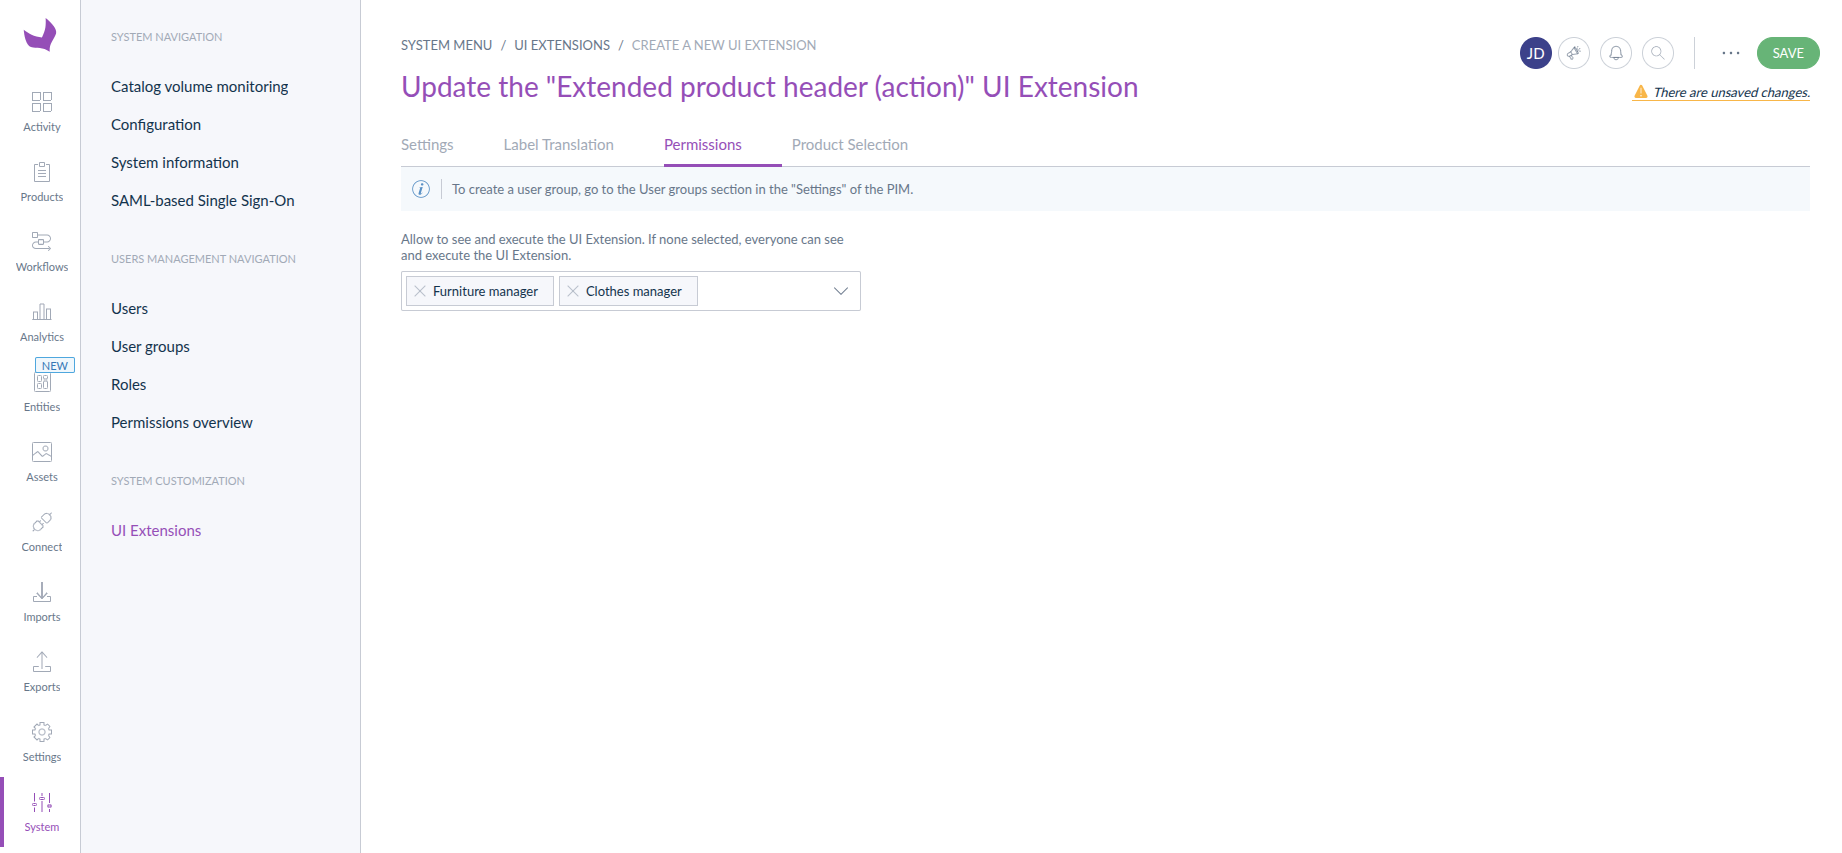 Activity
Products
Workflows
Analytics
NEW
Entities
Assets
Connect
Imports
Exports
Settings
System
SYSTEM NAVIGATION
Catalog volume monitoring
Configuration
System information
SAML-based Single Sign-On
USERS MANAGEMENT NAVIGATION
Users
User groups
Roles
Permissions overview
SYSTEM CUSTOMIZATION
UI Extensions
SYSTEM MENU / UI EXTENSIONS / CREATE A NEW UI EXTENSION
JD
SAVE
Update the "Extended product header (action)" UI Extension
There are unsaved changes.
Settings Label Translation Permissions Product Selection
To create a user group, go to the User groups section in the "Settings" of the PIM.
Allow to see and execute the UI Extension. If none selected, everyone can see
and execute the UI Extension.
Furniture manager Clothes manager